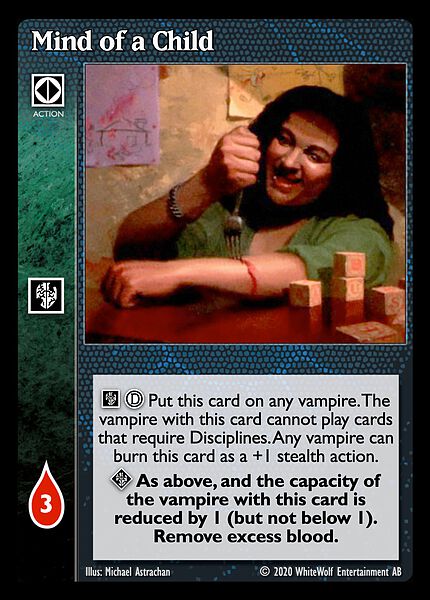 Mind of a Child
ACTION
D Put this card on any vampire. The
vampire with this card cannot play cards
that require Disciplines. Any vampire can
burn this card as a +1 stealth action.
As above, and the capacity of
the vampire with this card is
reduced by 1 (but not below 1).
Remove excess blood.
3
Illus: Michael Astrachan © 2020 WhiteWolf Entertainment AB